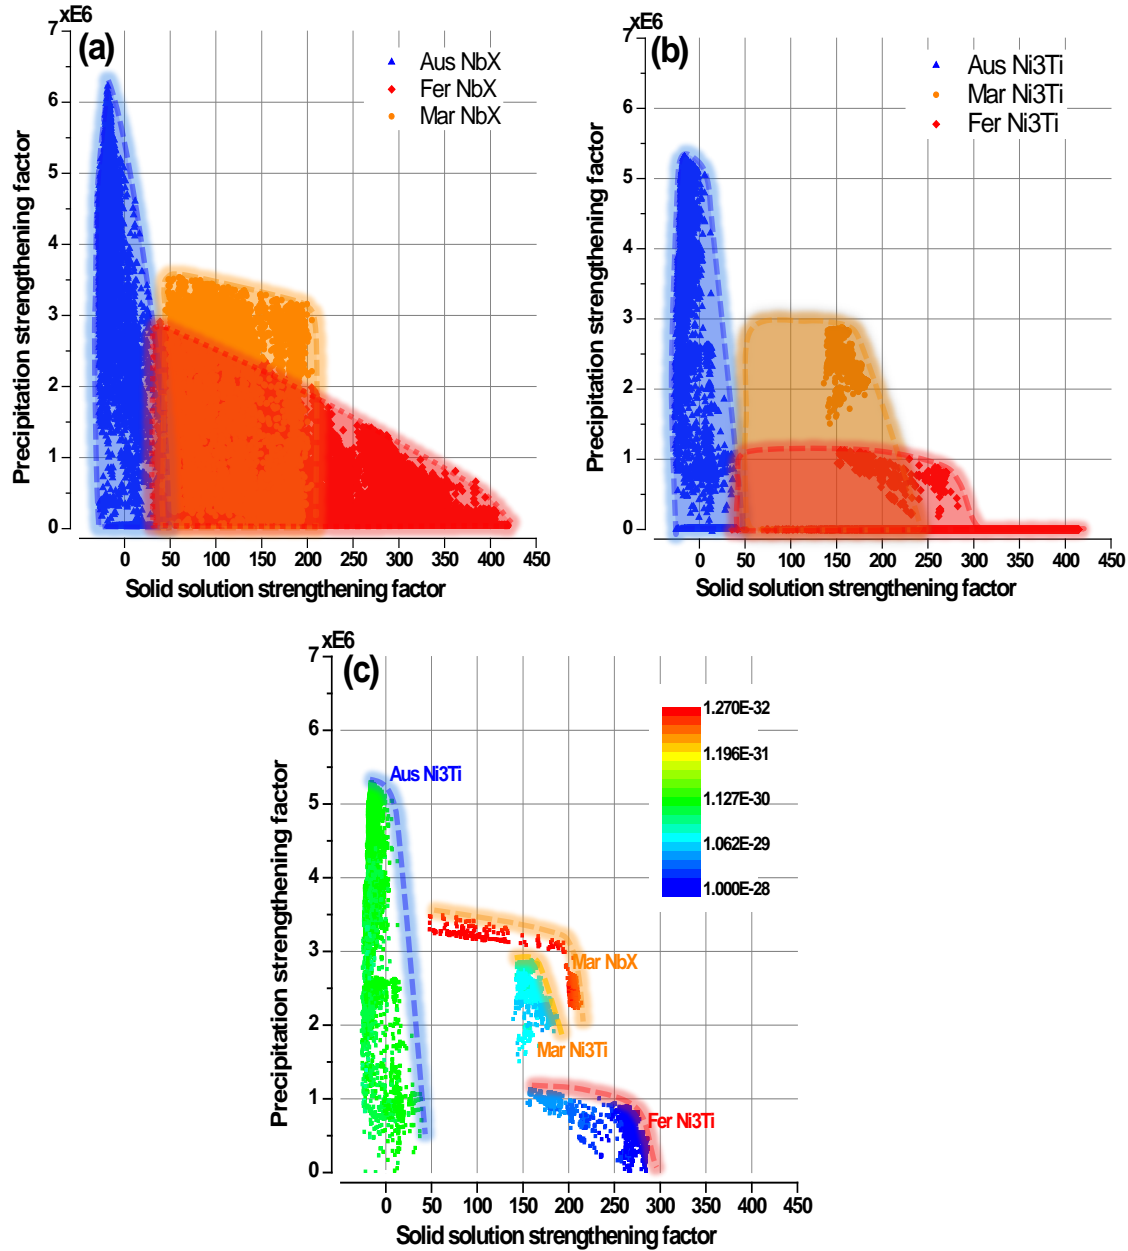 xE6
7
(a)
Aus NbX
Fer NbX
Mar NbX
6
5
4
3
2
1
0
Precipitation strengthening factor
0 50 100 150 200 250 300 350 400 450
Solid solution strengthening factor
xE6
7
(b)
Aus Ni3Ti
Mar Ni3Ti
Fer Ni3Ti
6
5
4
3
2
1
0
Precipitation strengthening factor
0 50 100 150 200 250 300 350 400 450
Solid solution strengthening factor
xE6
7
(c)
6
5
4
3
2
1
0
Precipitation strengthening factor
1.270E-32
1.196E-31
1.127E-30
1.062E-29
1.000E-28
Aus Ni3Ti
Mar NbX
Mar Ni3Ti
Fer Ni3Ti
0 50 100 150 200 250 300 350 400 450
Solid solution strengthening factor